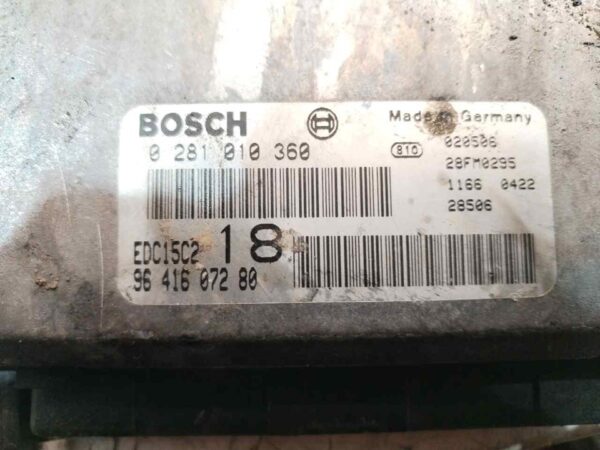 BOSCH
Made in Germany
0 281 010 360
810
020506
28FM0295
1166 0422
28506
EDC15C2 18
96 416 072 80